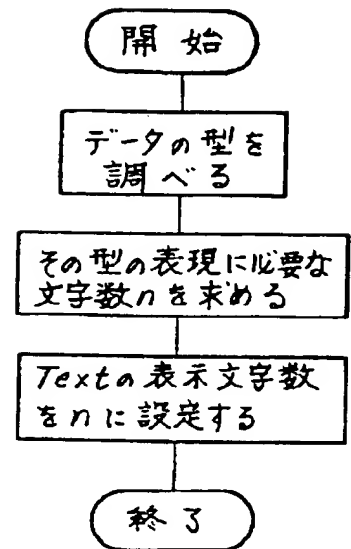 開始
データの型を
調べる
その型の表現に必要な
文字数nを求める
Textの表示文字数
をnに設定する
終了